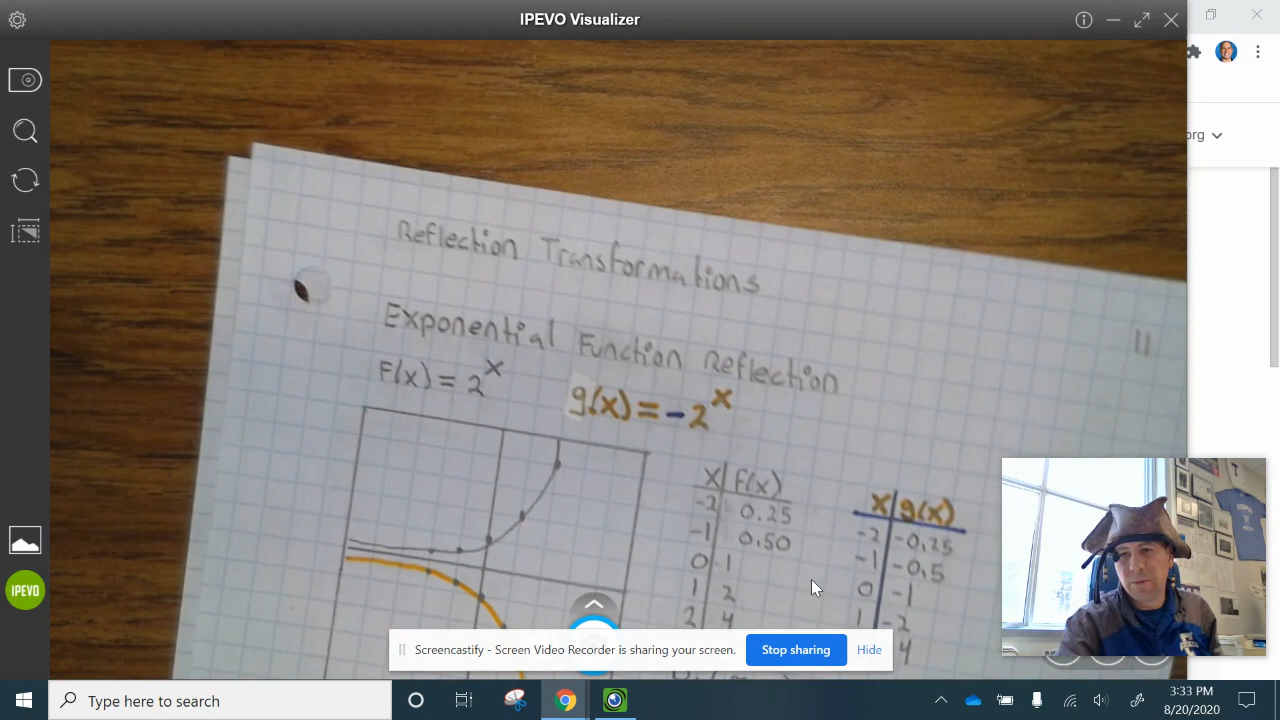 IPEVO Visualizer
org
Reflection Transformations
11
Exponential Function Reflection
F(x) = 2^x
g(x) = -2^x
x f(x)
-2 0.25
-1 0.50
0 1
1 2
2 4
x g(x)
-2 -0.25
-1 -0.5
0 -1
1 -2
4
IPEVO
Screencastify - Screen Video Recorder is sharing your screen.
Stop sharing
Hide
Type here to search
3:33 PM
8/20/2020